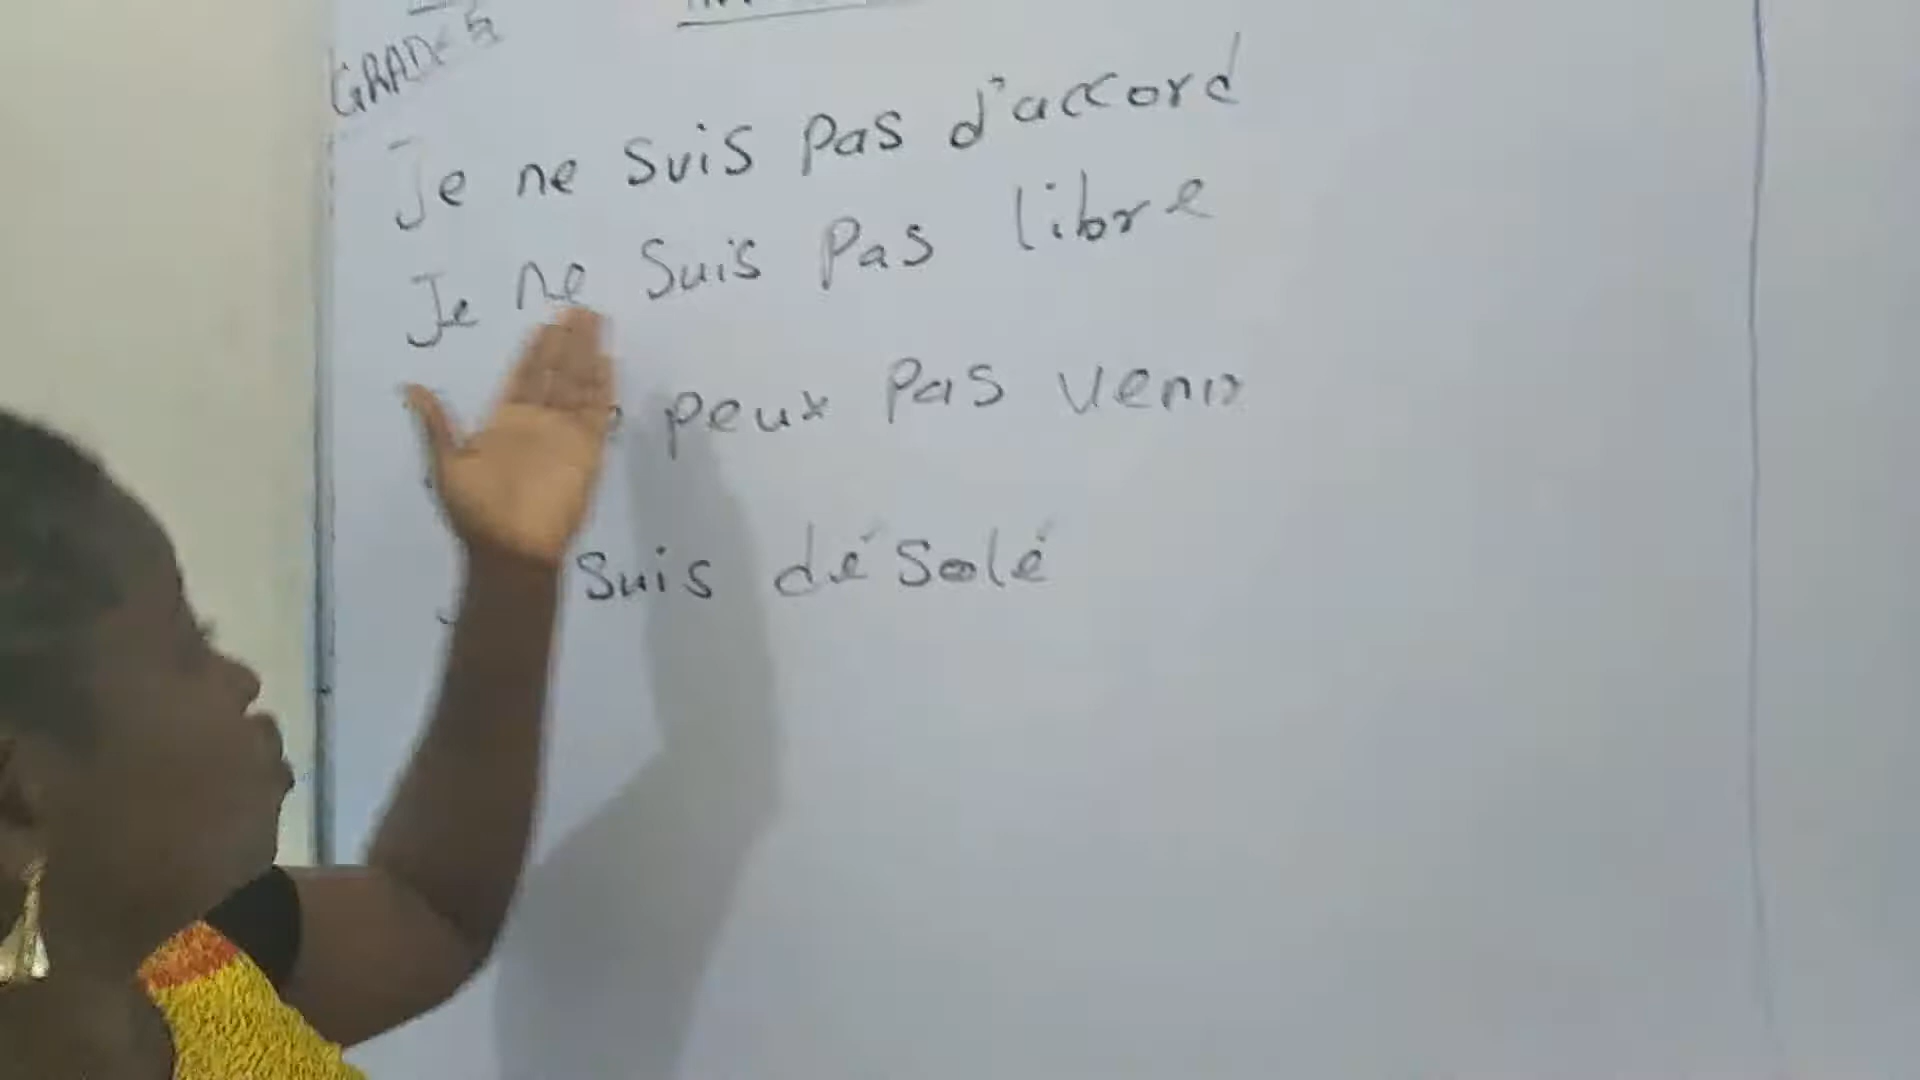 GRADE 5
Je ne suis pas d'accord
Je ne suis pas libre
peux pas venir
suis désolé